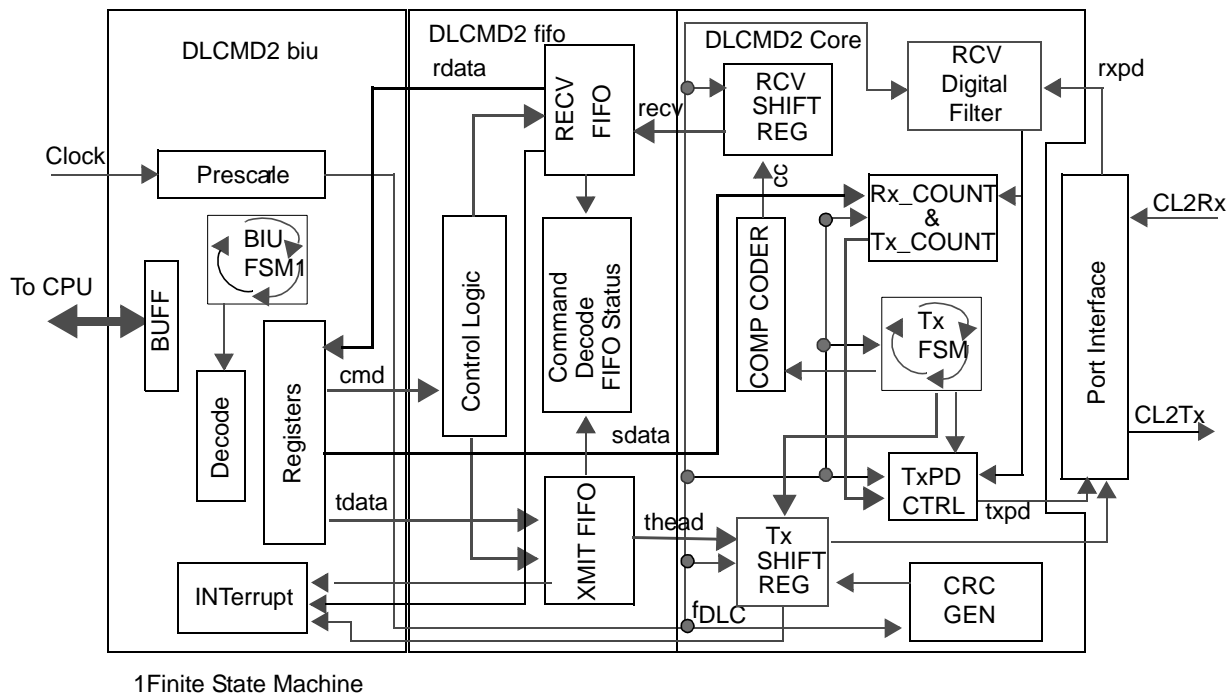 DLCMD2 biu
DLCMD2 fifo
DLCMD2 Core
rdata
RECV
FIFO
recv
RCV
SHIFT
REG
RCV
Digital
Filter
rxpd
Clock
Prescale
cc
Rx_COUNT
&
Tx_COUNT
CL2Rx
BIU
FSM1
To CPU
BUFF
Control Logic
Command
Decode
FIFO Status
COMP CODER
Tx
FSM
Port Interface
cmd
Decode
Registers
sdata
CL2Tx
tdata
XMIT FIFO
thead
TxPD
CTRL
txpd
Tx
SHIFT
REG
INTerrupt
fDLC
CRC
GEN
1Finite State Machine